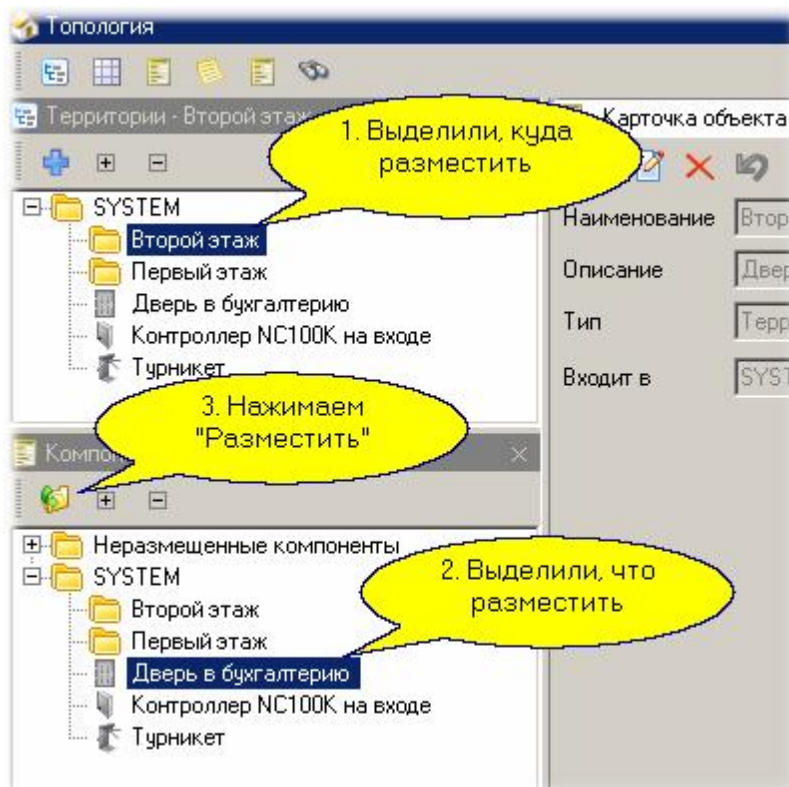 Топология
Территории - Второй этаж
Карточка объекта
1. Выделили, куда
разместить
SYSTEM
Второй этаж
Первый этаж
Дверь в бухгалтерию
Контроллер NC100K на входе
Турникет
Наименование
Описание
Тип
Входит в
3. Нажимаем
"Разместить"
Неразмещенные компоненты
SYSTEM
Второй этаж
Первый этаж
Дверь в бухгалтерию
Контроллер NC100K на входе
Турникет
2. Выделили, что
разместить